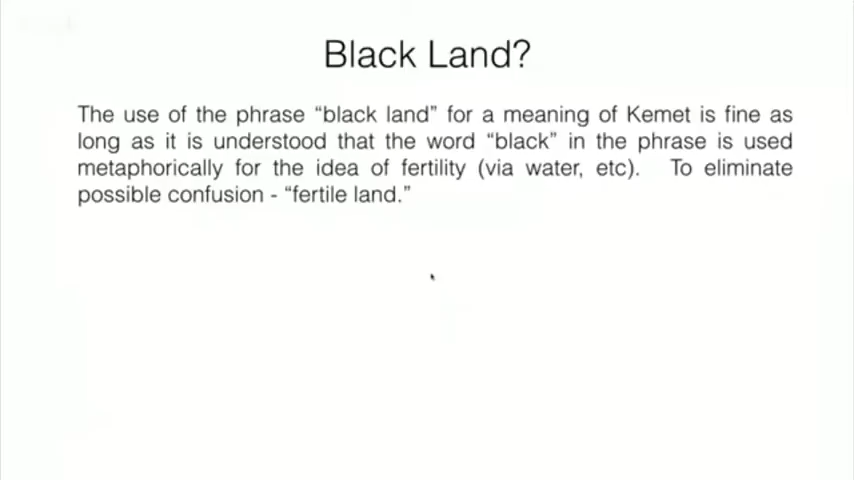 Black Land?
The use of the phrase “black land” for a meaning of Kemet is fine as
long as it is understood that the word “black” in the phrase is used
metaphorically for the idea of fertility (via water, etc). To eliminate
possible confusion - “fertile land.”